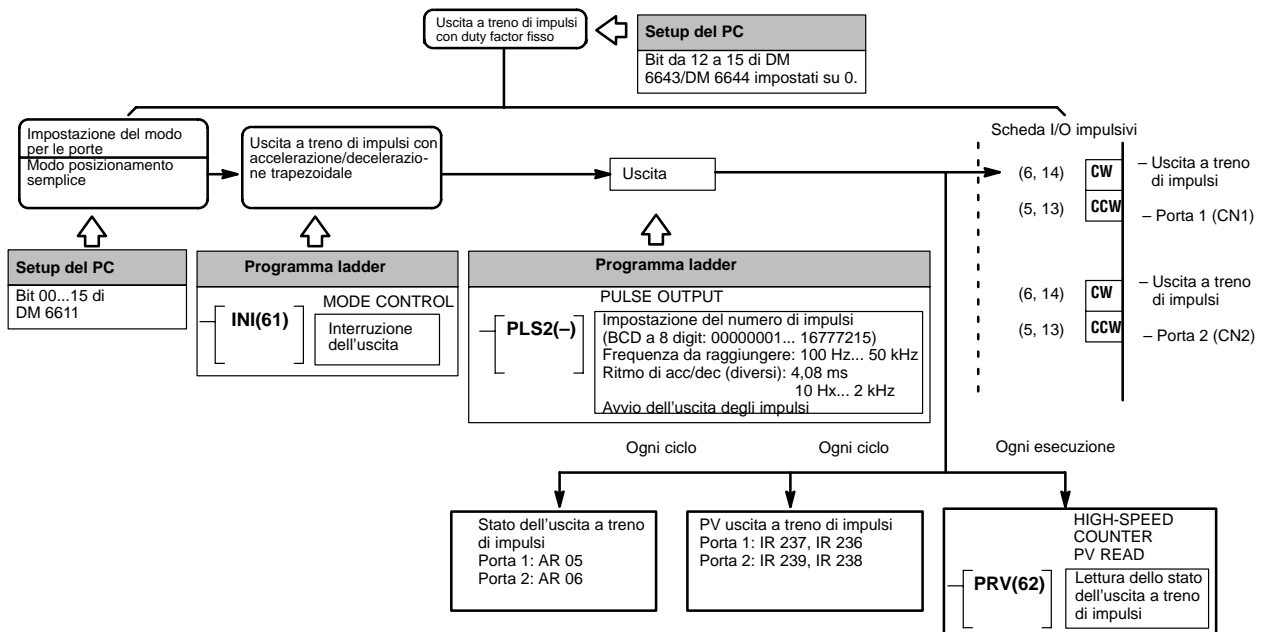 Uscita a treno di impulsi
con duty factor fisso
Setup del PC
Bit da 12 a 15 di DM
6643/DM 6644 impostati su 0.
Impostazione del modo
per le porte
Modo posizionamento
semplice
Uscita a treno di impulsi con
accelerazione/decelerazio-
ne trapezoidale
Uscita
Scheda I/O impulsivi
(6, 14)
CW
– Uscita a treno
di impulsi
(5, 13)
CCW
– Porta 1 (CN1)
(6, 14)
CW
– Uscita a treno
di impulsi
(5, 13)
CCW
– Porta 2 (CN2)
Setup del PC
Bit 00...15 di
DM 6611
Programma ladder
MODE CONTROL
INI(61)
Interruzione
dell'uscita
Programma ladder
PULSE OUTPUT
PLS2(–)
Impostazione del numero di impulsi
(BCD a 8 digit: 00000001... 16777215)
Frequenza da raggiungere: 100 Hz... 50 kHz
Ritmo di acc/dec (diversi): 4,08 ms
10 Hx... 2 kHz
Avvio dell'uscita degli impulsi
Ogni ciclo
Ogni ciclo
Ogni esecuzione
Stato dell'uscita a treno
di impulsi
Porta 1: AR 05
Porta 2: AR 06
PV uscita a treno di impulsi
Porta 1: IR 237, IR 236
Porta 2: IR 239, IR 238
HIGH-SPEED
COUNTER
PV READ
PRV(62)
Lettura dello stato
dell'uscita a treno
di impulsi